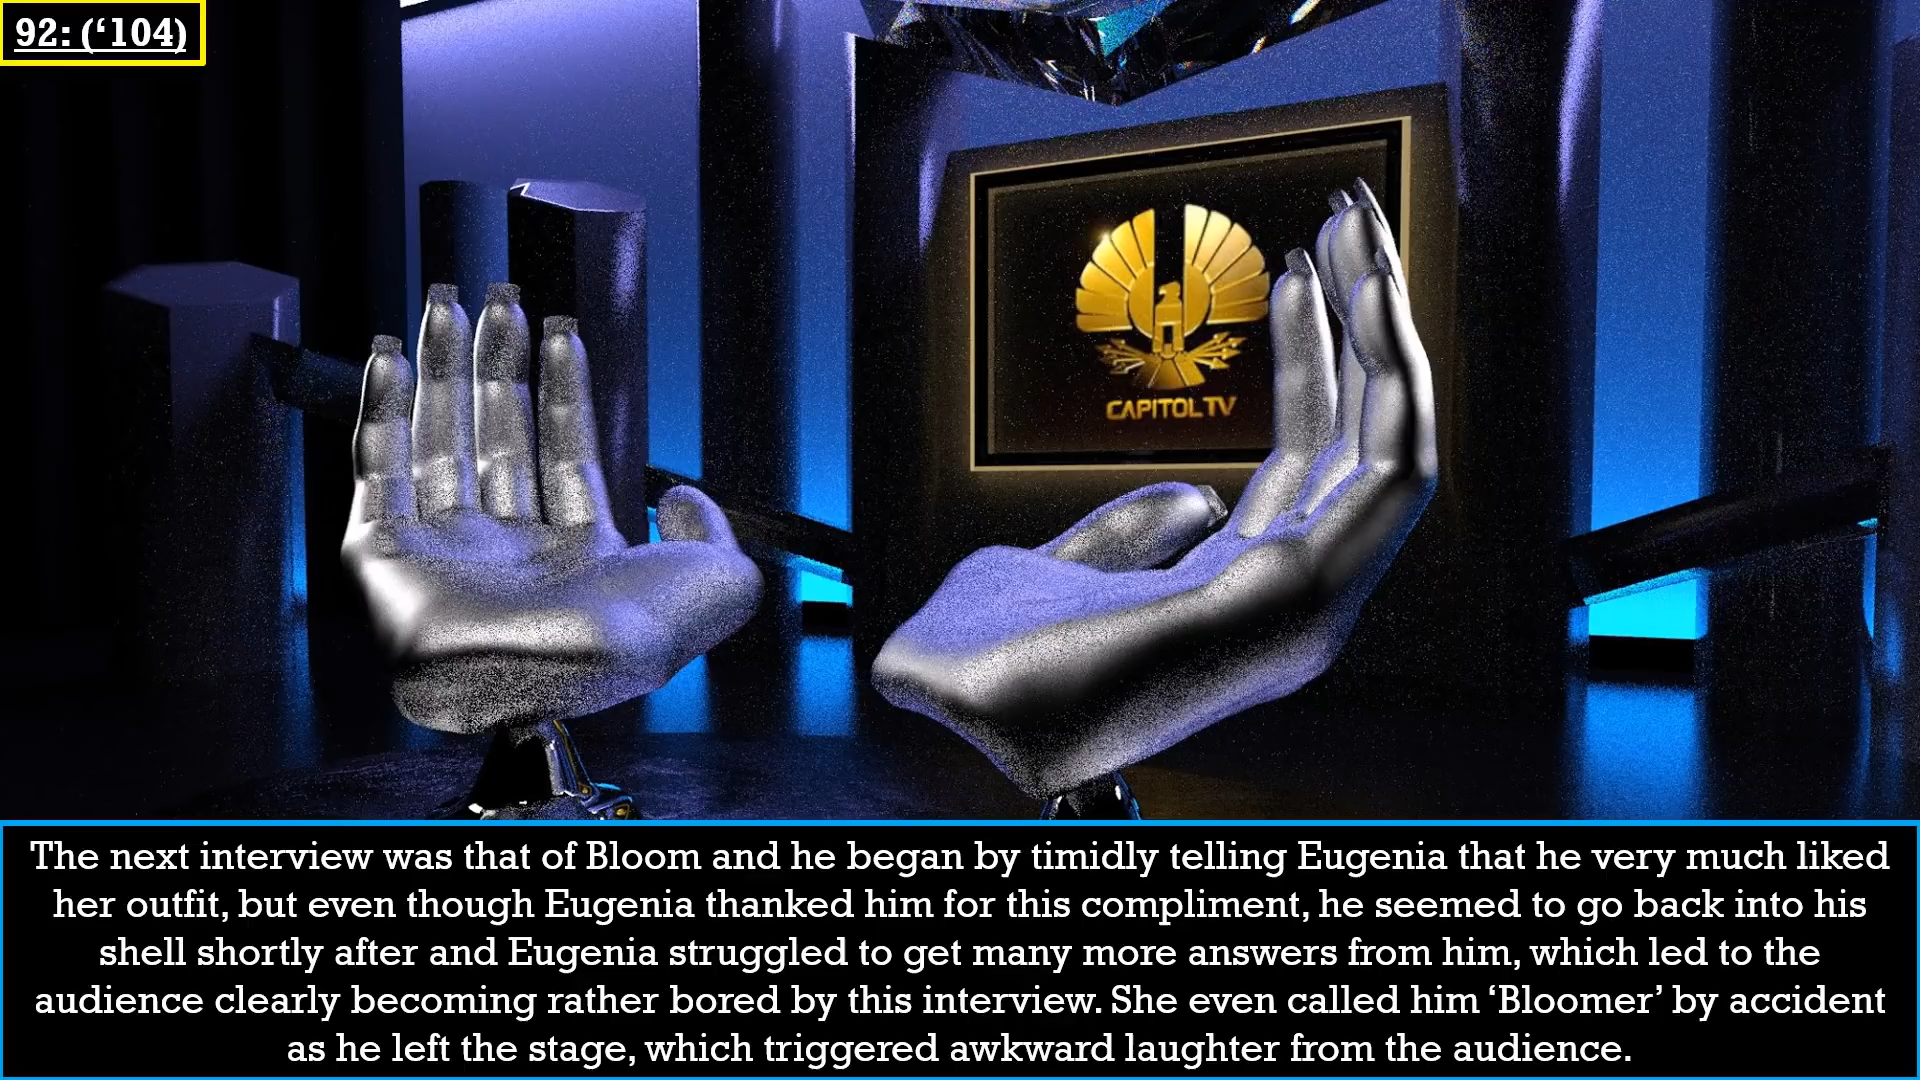 92: (‘104)
CAPITOL TV
The next interview was that of Bloom and he began by timidly telling Eugenia that he very much liked
her outfit, but even though Eugenia thanked him for this compliment, he seemed to go back into his
shell shortly after and Eugenia struggled to get many more answers from him, which led to the
audience clearly becoming rather bored by this interview. She even called him ‘Bloomer’ by accident
as he left the stage, which triggered awkward laughter from the audience.